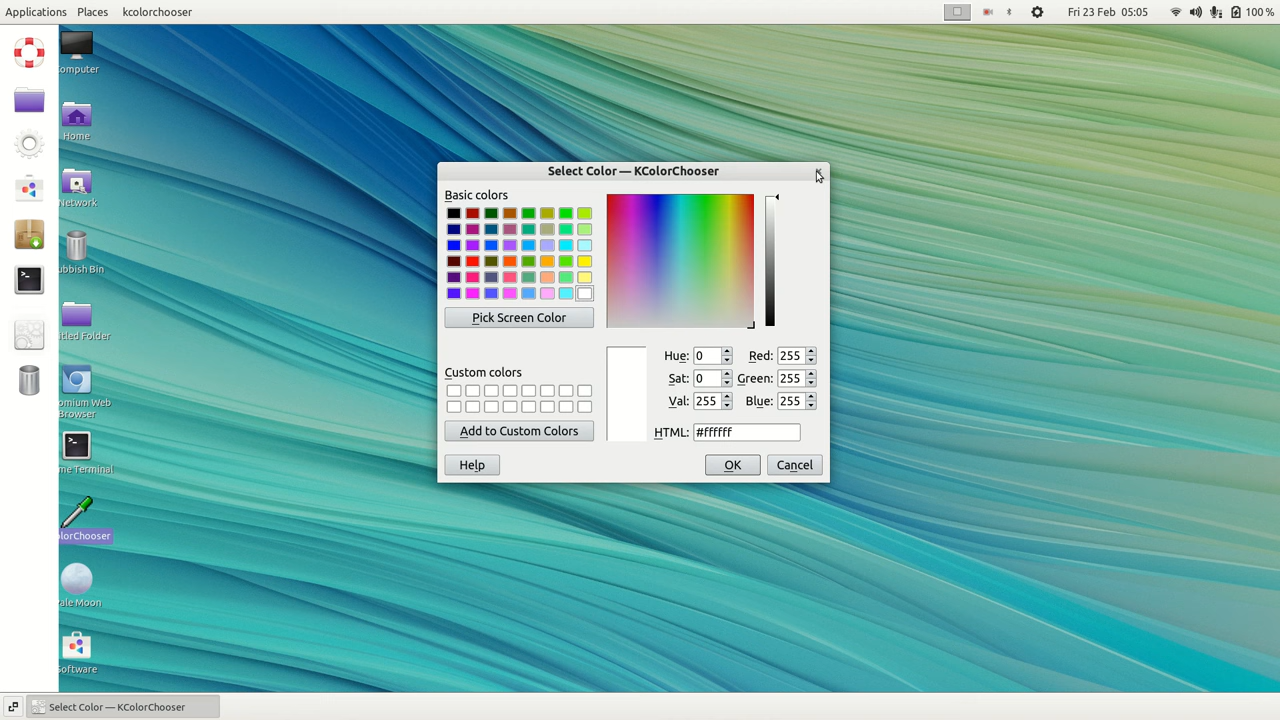 Applications Places kcolorchooser
Fri 23 Feb 05:05
100 %
Computer
Home
Network
ubbish Bin
itled Folder
omium Web
Browser
me Terminal
olorChooser
ale Moon
Software
Select Color — KColorChooser
Basic colors
Pick Screen Color
Custom colors
Add to Custom Colors
Hue: 0 Red: 255
Sat: 0 Green: 255
Val: 255 Blue: 255
HTML: #ffffff
Help OK Cancel
Select Color — KColorChooser